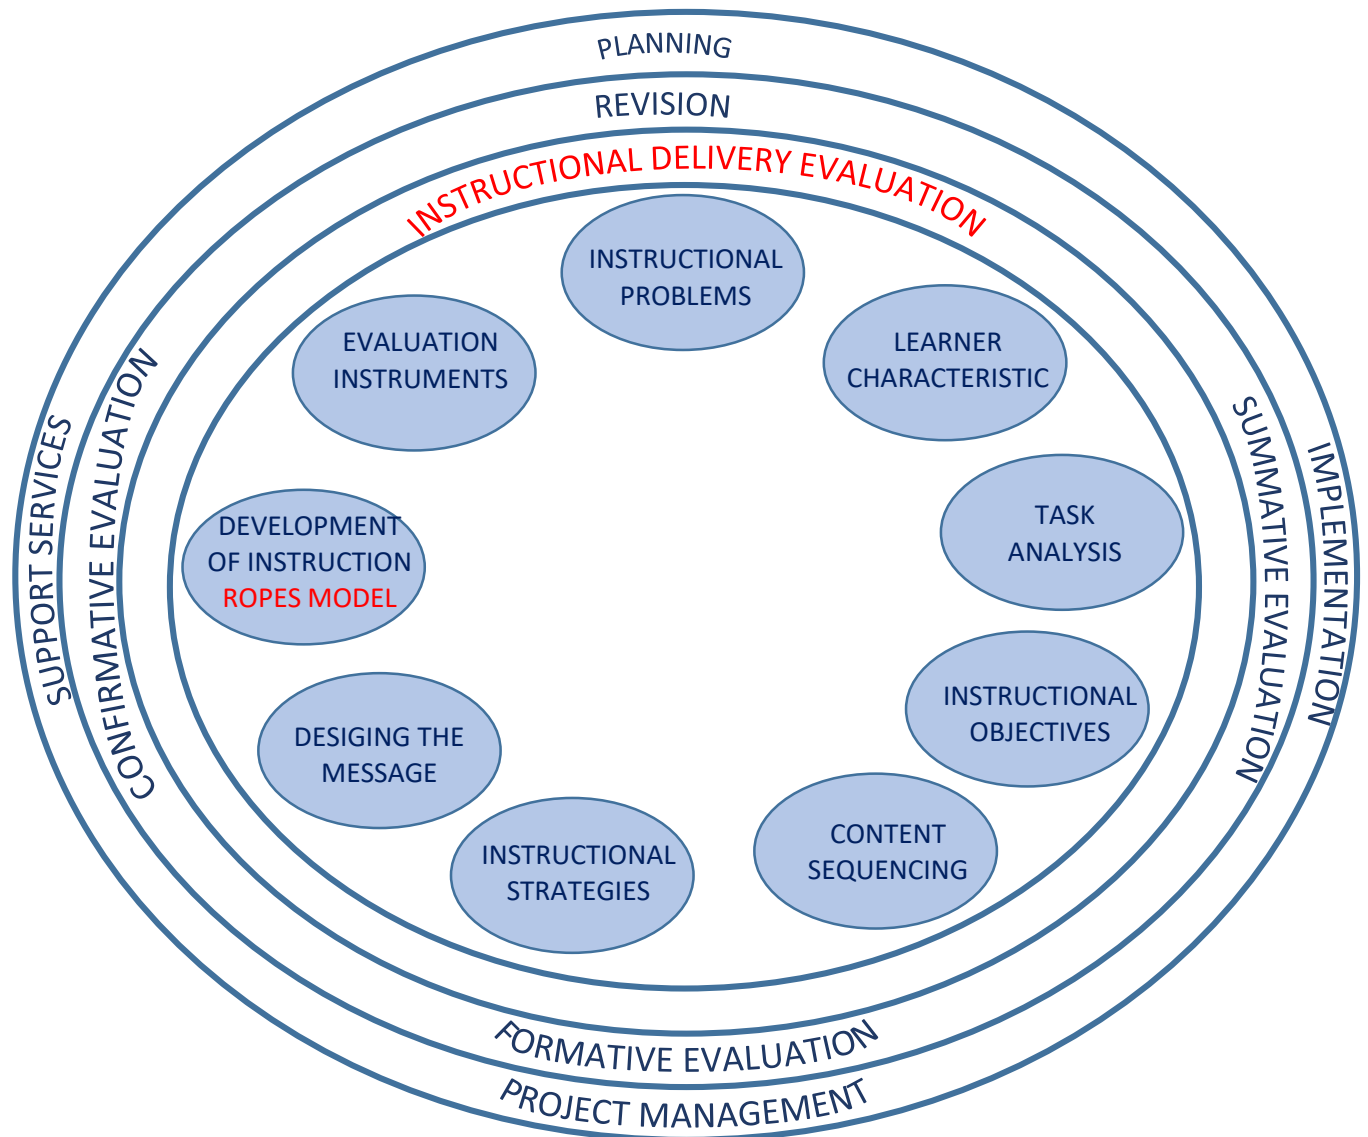 PLANNING
REVISION
INSTRUCTIONAL DELIVERY EVALUATION
INSTRUCTIONAL
PROBLEMS
LEARNER
CHARACTERISTIC
TASK
ANALYSIS
INSTRUCTIONAL
OBJECTIVES
CONTENT
SEQUENCING
INSTRUCTIONAL
STRATEGIES
DESIGING THE
MESSAGE
DEVELOPMENT
OF INSTRUCTION
ROPES MODEL
EVALUATION
INSTRUMENTS
SUPPORT SERVICES
CONFIRMATIVE EVALUATION
SUMMATIVE EVALUATION
IMPLEMENTATION
FORMATIVE EVALUATION
PROJECT MANAGEMENT